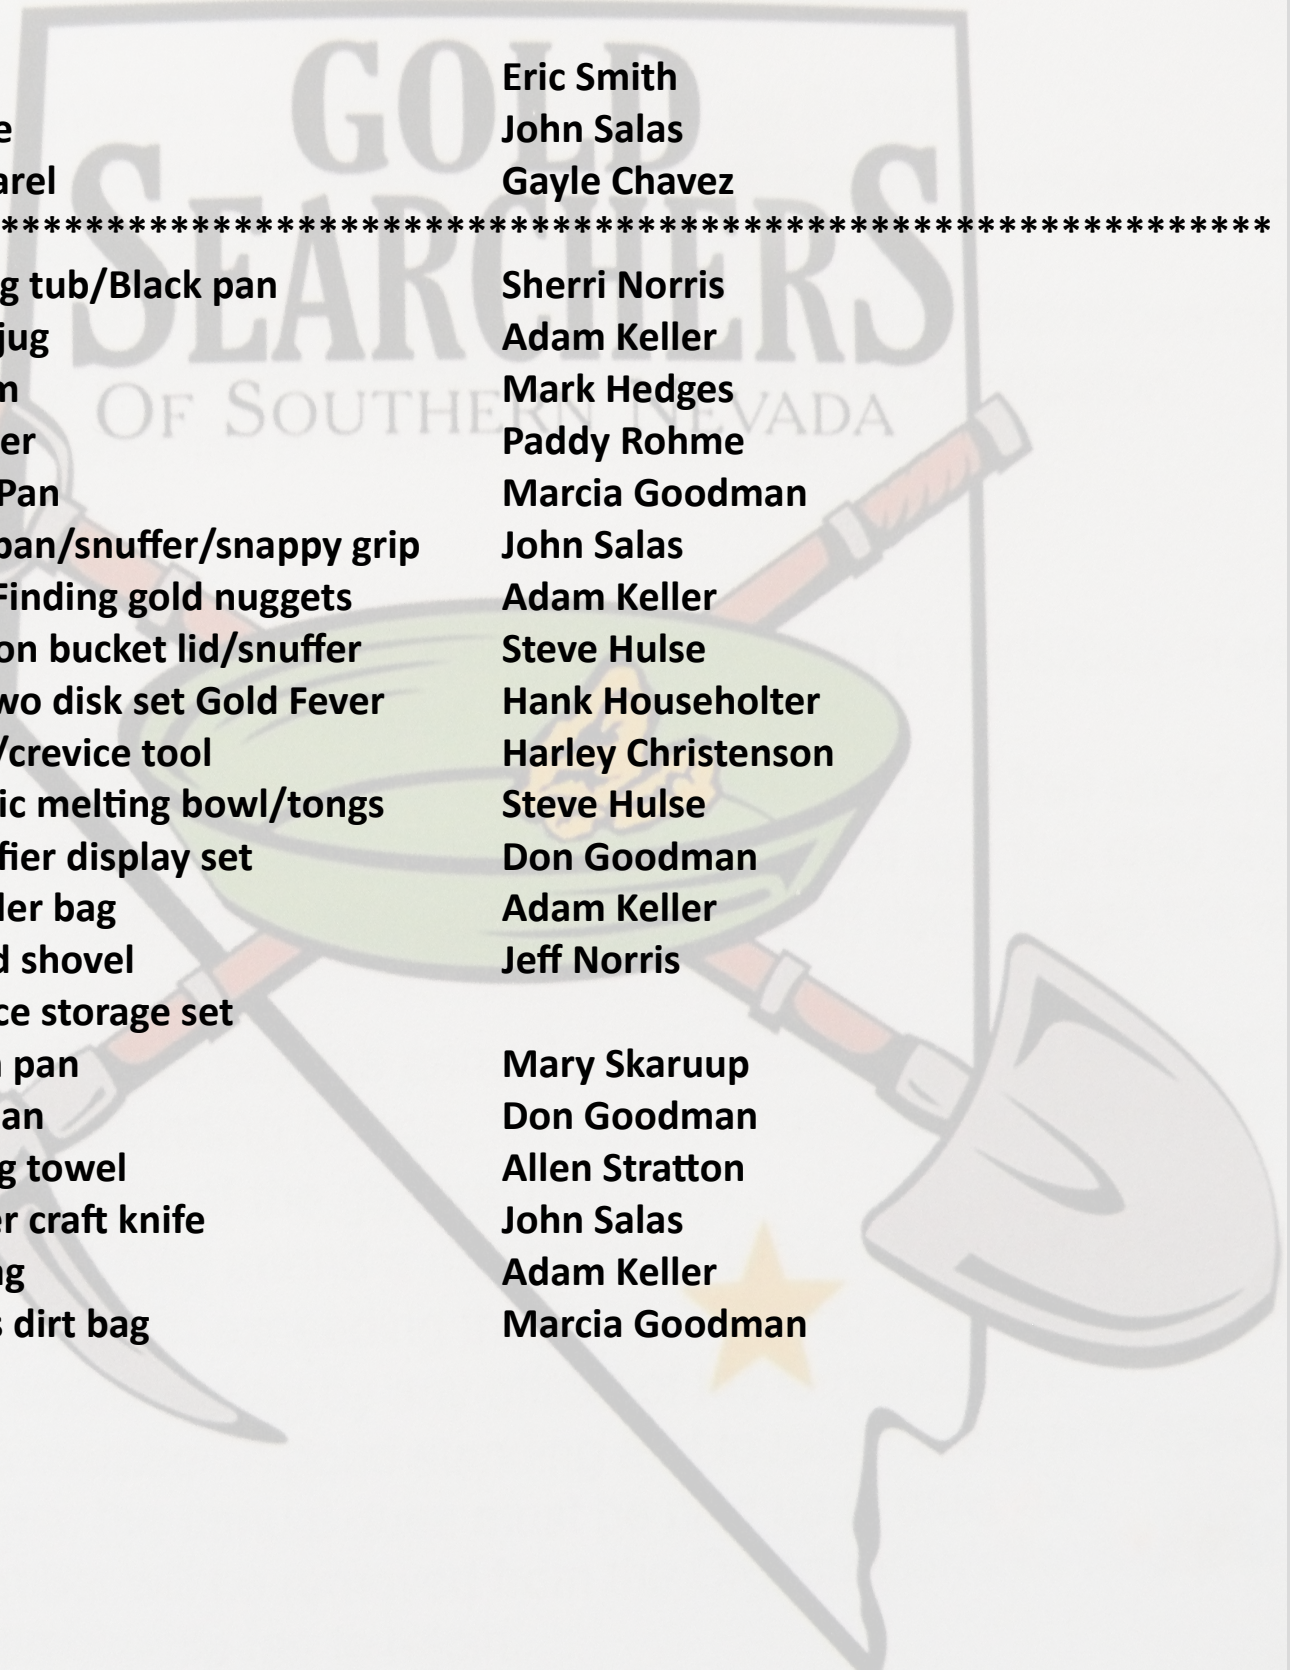 GOLD
SEARCHERS
OF SOUTHERN NEVADA
Eric Smith
e John Salas
arel Gayle Chavez
************************************************************
g tub/Black pan Sherri Norris
jug Adam Keller
m Mark Hedges
er Paddy Rohme
Pan Marcia Goodman
pan/snuffer/snappy grip John Salas
Finding gold nuggets Adam Keller
on bucket lid/snuffer Steve Hulse
wo disk set Gold Fever Hank Householter
/crevice tool Harley Christenson
ic melting bowl/tongs Steve Hulse
fier display set Don Goodman
ler bag Adam Keller
d shovel Jeff Norris
ce storage set
n pan Mary Skaruup
an Don Goodman
g towel Allen Stratton
er craft knife John Salas
ng Adam Keller
s dirt bag Marcia Goodman